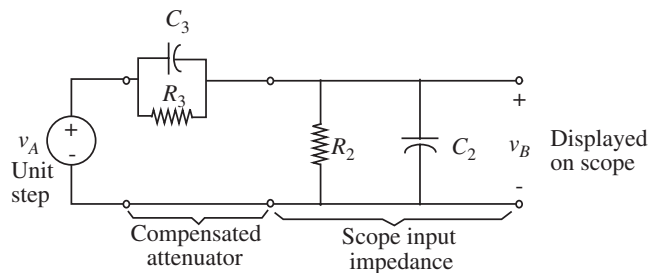 C3
R3
+
vA
-
Unit
step
R2
C2
+
vB
-
Displayed
on scope
Compensated
attenuator
Scope input
impedance